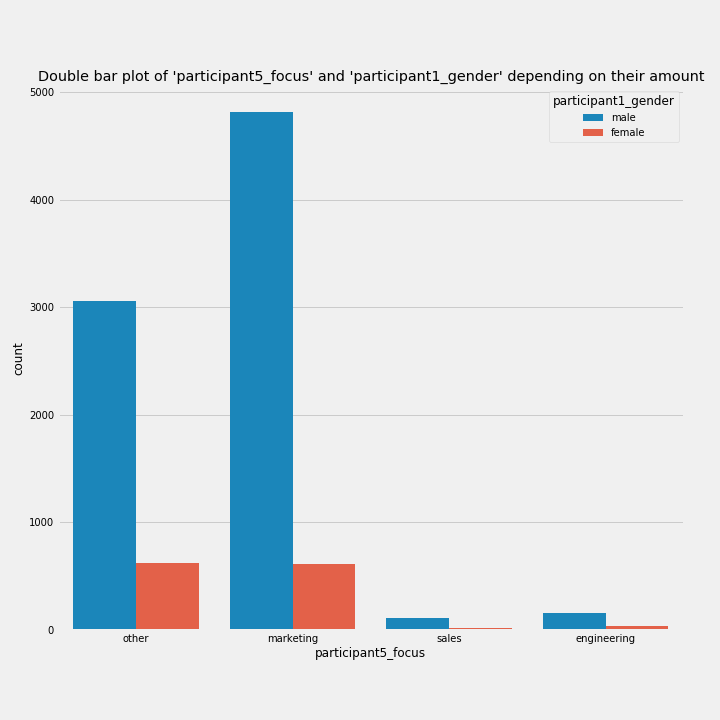 Double bar plot of 'participant5_focus' and 'participant1_gender' depending on their amount
participant1_gender
male
female
5000
4000
3000
2000
1000
0
count
other
marketing
sales
engineering
participant5_focus